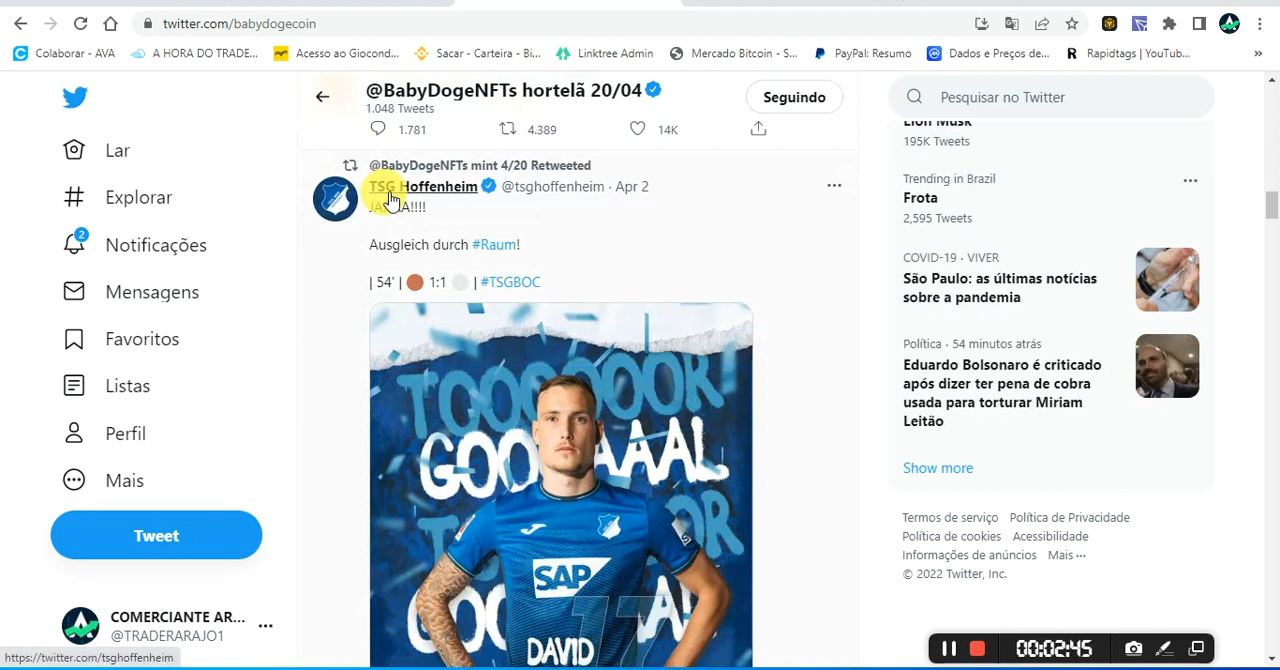 twitter.com/babydogecoin
Colaborar - AVA
A HORA DO TRADE...
Acesso ao Giocond...
Sacar - Carteira - Bi...
Linktree Admin
Mercado Bitcoin - S...
PayPal: Resumo
Dados e Preços de...
Rapidtags | YouTub...
»
@BabyDogeNFTs hortelã 20/04
1.048 Tweets
Seguindo
1.781
4.389
14K
@BabyDogeNFTs mint 4/20 Retweeted
TSG Hoffenheim @tsghoffenheim · Apr 2
Ausgleich durch #Raum!
| 54' | 1:1 | #TSGBOC
SAP
DAVID
Lar
Explorar
2
Notificações
Mensagens
Favoritos
Listas
Perfil
Mais
Tweet
COMERCIANTE AR...
@TRADERARAJO1
https://twitter.com/tsghoffenheim
Pesquisar no Twitter
Elon Musk
195K Tweets
Trending in Brazil
Frota
2,595 Tweets
COVID-19 · VIVER
São Paulo: as últimas notícias
sobre a pandemia
Política · 54 minutos atrás
Eduardo Bolsonaro é criticado
após dizer ter pena de cobra
usada para torturar Miriam
Leitão
Show more
Termos de serviço Política de Privacidade
Política de cookies Acessibilidade
Informações de anúncios Mais ···
© 2022 Twitter, Inc.
00:02:45